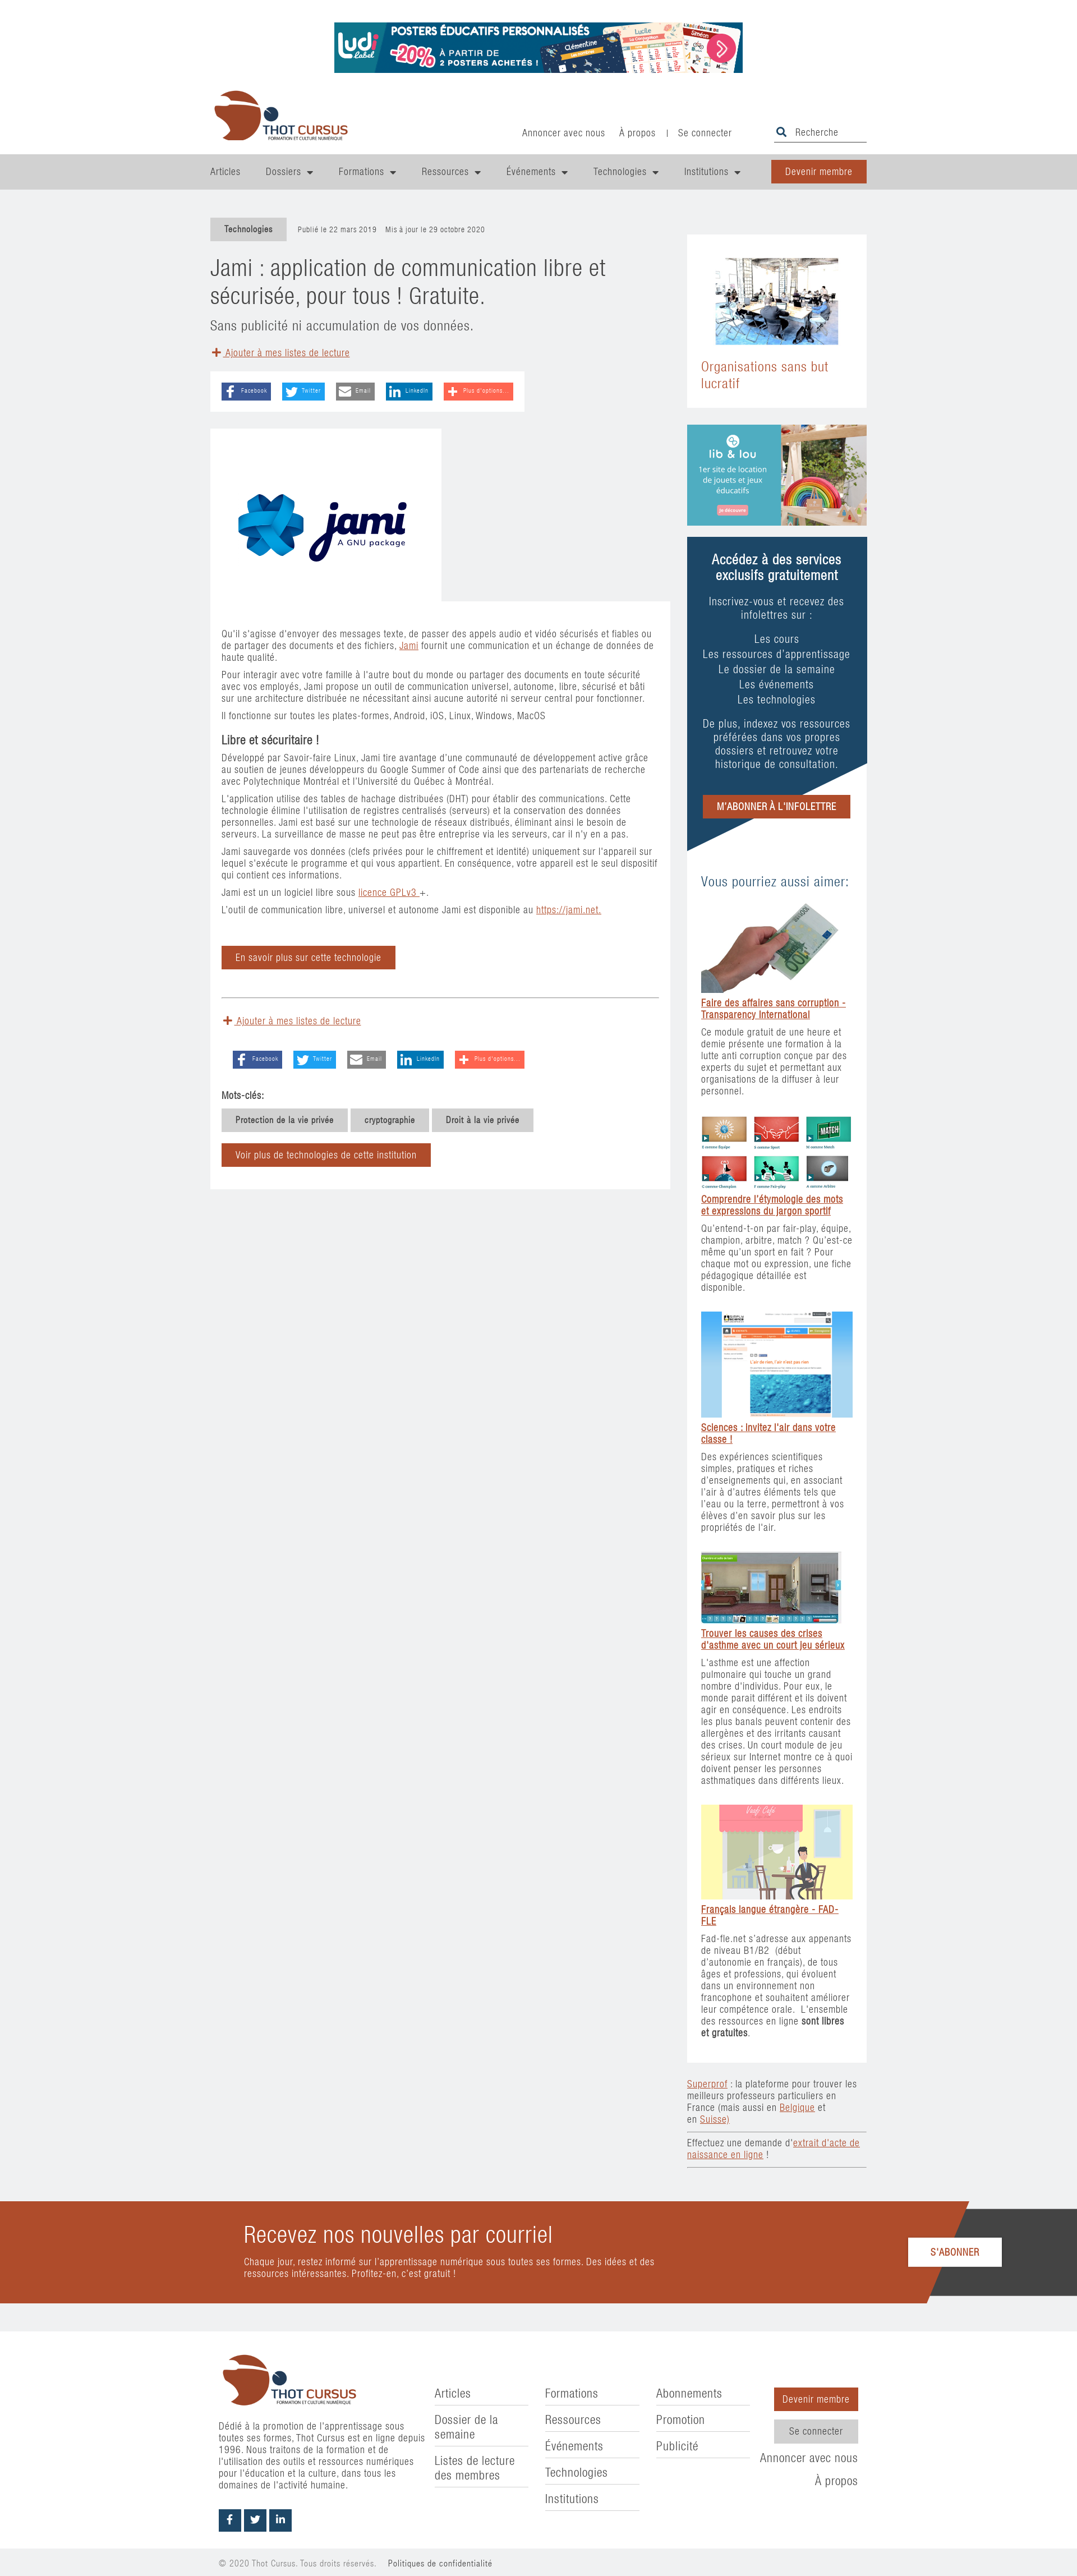 Ludi
label
POSTERS ÉDUCATIFS PERSONNALISÉS
-20% À PARTIR DE
2 POSTERS ACHETÉS !
THOT CURSUS
FORMATION ET CULTURE NUMÉRIQUE
Annoncer avec nous À propos | Se connecter Recherche
Articles Dossiers Formations Ressources Événements Technologies Institutions Devenir membre
Technologies Publié le 22 mars 2019 Mis à jour le 29 octobre 2020
Jami : application de communication libre et
sécurisée, pour tous ! Gratuite.
Sans publicité ni accumulation de vos données.
Ajouter à mes listes de lecture
Facebook Twitter Email LinkedIn Plus d'options...
jami
A GNU package
Qu'il s'agisse d'envoyer des messages texte, de passer des appels audio et vidéo sécurisés et fiables ou
de partager des documents et des fichiers, Jami fournit une communication et un échange de données de
haute qualité.
Pour interagir avec votre famille à l'autre bout du monde ou partager des documents en toute sécurité
avec vos employés, Jami propose un outil de communication universel, autonome, libre, sécurisé et bâti
sur une architecture distribuée ne nécessitant ainsi aucune autorité ni serveur central pour fonctionner.
Il fonctionne sur toutes les plates-formes, Android, iOS, Linux, Windows, MacOS
Libre et sécuritaire !
Développé par Savoir-faire Linux, Jami tire avantage d'une communauté de développement active grâce
au soutien de jeunes développeurs du Google Summer of Code ainsi que des partenariats de recherche
avec Polytechnique Montréal et l'Université du Québec à Montréal.
L'application utilise des tables de hachage distribuées (DHT) pour établir des communications. Cette
technologie élimine l'utilisation de registres centralisés (serveurs) et la conservation des données
personnelles. Jami est basé sur une technologie de réseaux distribués, éliminant ainsi le besoin de
serveurs. La surveillance de masse ne peut pas être entreprise via les serveurs, car il n'y en a pas.
Jami sauvegarde vos données (clefs privées pour le chiffrement et identité) uniquement sur l'appareil sur
lequel s'exécute le programme et qui vous appartient. En conséquence, votre appareil est le seul dispositif
qui contient ces informations.
Jami est un un logiciel libre sous licence GPLv3 +.
L'outil de communication libre, universel et autonome Jami est disponible au https://jami.net.
En savoir plus sur cette technologie
Ajouter à mes listes de lecture
Facebook Twitter Email LinkedIn Plus d'options...
Mots-clés:
Protection de la vie privée cryptographie Droit à la vie privée
Voir plus de technologies de cette institution
Organisations sans but
lucratif
lib & lou
1er site de location
de jouets et jeux
éducatifs
Je découvre
Accédez à des services
exclusifs gratuitement
Inscrivez-vous et recevez des
infolettres sur :
Les cours
Les ressources d'apprentissage
Le dossier de la semaine
Les événements
Les technologies
De plus, indexez vos ressources
préférées dans vos propres
dossiers et retrouvez votre
historique de consultation.
M'ABONNER À L'INFOLETTRE
Vous pourriez aussi aimer:
Faire des affaires sans corruption -
Transparency International
Ce module gratuit de une heure et
demie présente une formation à la
lutte anti corruption conçue par des
experts du sujet et permettant aux
organisations de la diffuser à leur
personnel.
MATCH
Comprendre l'étymologie des mots
et expressions du jargon sportif
Qu'entend-t-on par fair-play, équipe,
champion, arbitre, match ? Qu'est-ce
même qu'un sport en fait ? Pour
chaque mot ou expression, une fiche
pédagogique détaillée est
disponible.
Sciences : invitez l'air dans votre
classe !
Des expériences scientifiques
simples, pratiques et riches
d'enseignements qui, en associant
l'air à d'autres éléments tels que
l'eau ou la terre, permettront à vos
élèves d'en savoir plus sur les
propriétés de l'air.
Trouver les causes des crises
d'asthme avec un court jeu sérieux
L'asthme est une affection
pulmonaire qui touche un grand
nombre d'individus. Pour eux, le
monde parait différent et ils doivent
agir en conséquence. Les endroits
les plus banals peuvent contenir des
allergènes et des irritants causant
des crises. Un court module de jeu
sérieux sur Internet montre ce à quoi
doivent penser les personnes
asthmatiques dans différents lieux.
Français langue étrangère - FAD-
FLE
Fad-fle.net s'adresse aux appenants
de niveau B1/B2 (début
d'autonomie en français), de tous
âges et professions, qui évoluent
dans un environnement non
francophone et souhaitent améliorer
leur compétence orale. L'ensemble
des ressources en ligne sont libres
et gratuites.
Superprof : la plateforme pour trouver les
meilleurs professeurs particuliers en
France (mais aussi en Belgique et
en Suisse)
Effectuez une demande d'extrait d'acte de
naissance en ligne !
Recevez nos nouvelles par courriel
Chaque jour, restez informé sur l'apprentissage numérique sous toutes ses formes. Des idées et des
ressources intéressantes. Profitez-en, c'est gratuit !
S'ABONNER
THOT CURSUS
FORMATION ET CULTURE NUMÉRIQUE
Dédié à la promotion de l'apprentissage sous
toutes ses formes, Thot Cursus est en ligne depuis
1996. Nous traitons de la formation et de
l'utilisation des outils et ressources numériques
pour l'éducation et la culture, dans tous les
domaines de l'activité humaine.
Articles
Dossier de la
semaine
Listes de lecture
des membres
Formations
Ressources
Événements
Technologies
Institutions
Abonnements
Promotion
Publicité
Devenir membre
Se connecter
Annoncer avec nous
À propos
© 2020 Thot Cursus. Tous droits réservés. Politiques de confidentialité